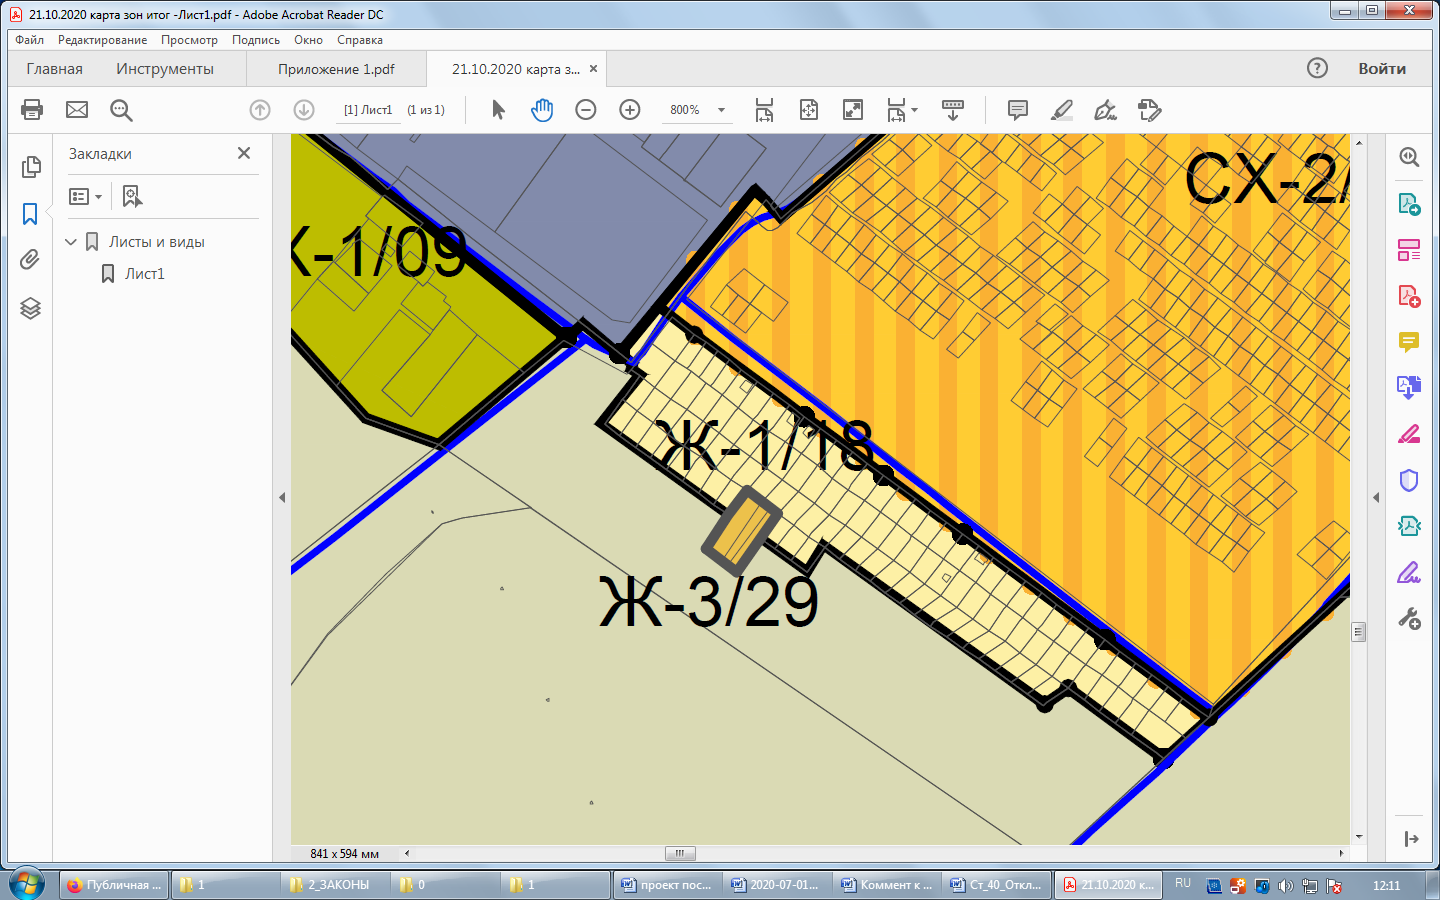 21.10.2020 карта зон итог -Лист1.pdf - Adobe Acrobat Reader DC
Файл Редактирование Просмотр Подпись Окно Справка
Главная Инструменты Приложение 1.pdf 21.10.2020 карта з... × ? Войти
[1] Лист1 (1 из 1) 800%
Закладки
Листы и виды
Лист1
СХ-2/
Ж-1/09
Ж-1/18
Ж-3/29
841 x 594 мм
Публичная ... 1 2_ЗАКОНЫ 0 1 проект пос... 2020-07-01... Коммент к ... Ст_40_Откл... 21.10.2020 к... RU 12:11